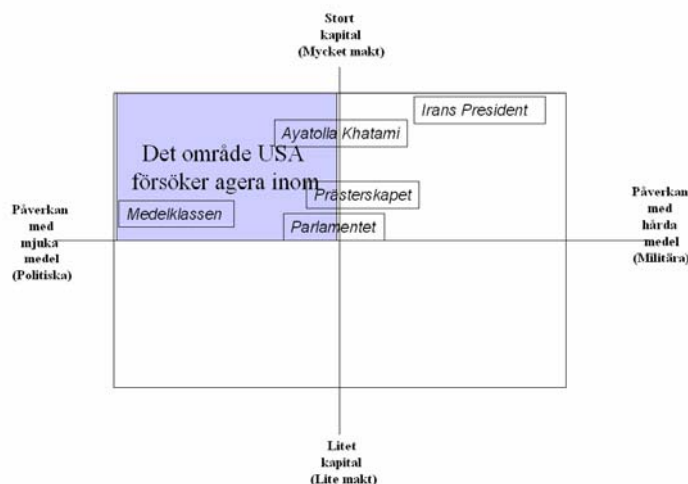 Stort
kapital
(Mycket makt)
Irans President
Ayatolla Khatami
Det område USA
försöker agera inom
Prästerskapet
Medelklassen
Parlamentet
Påverkan
med
mjuka
medel
(Politiska)
Påverkan
med
hårda
medel
(Militära)
Litet
kapital
(Lite makt)